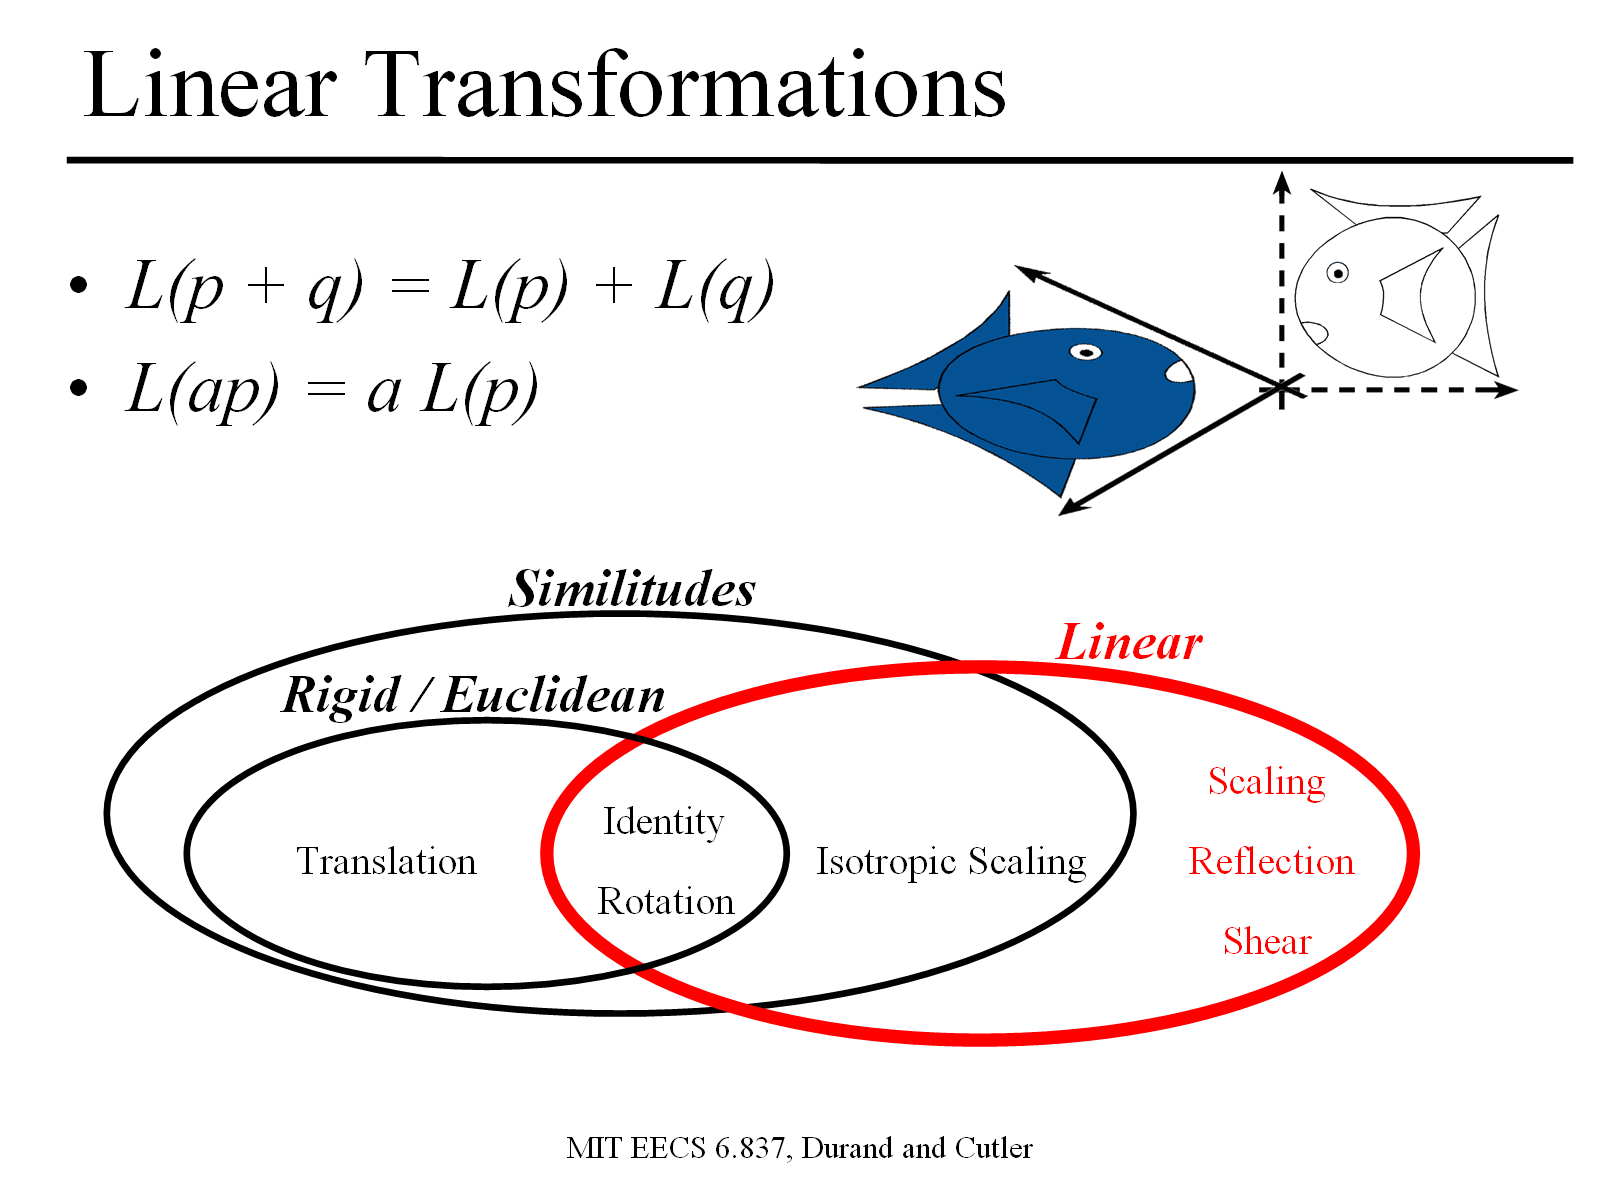 Linear Transformations
• L(p + q) = L(p) + L(q)
• L(ap) = a L(p)
Similitudes
Linear
Rigid / Euclidean
Scaling
Identity
Translation
Isotropic Scaling
Reflection
Rotation
Shear
MIT EECS 6.837, Durand and Cutler